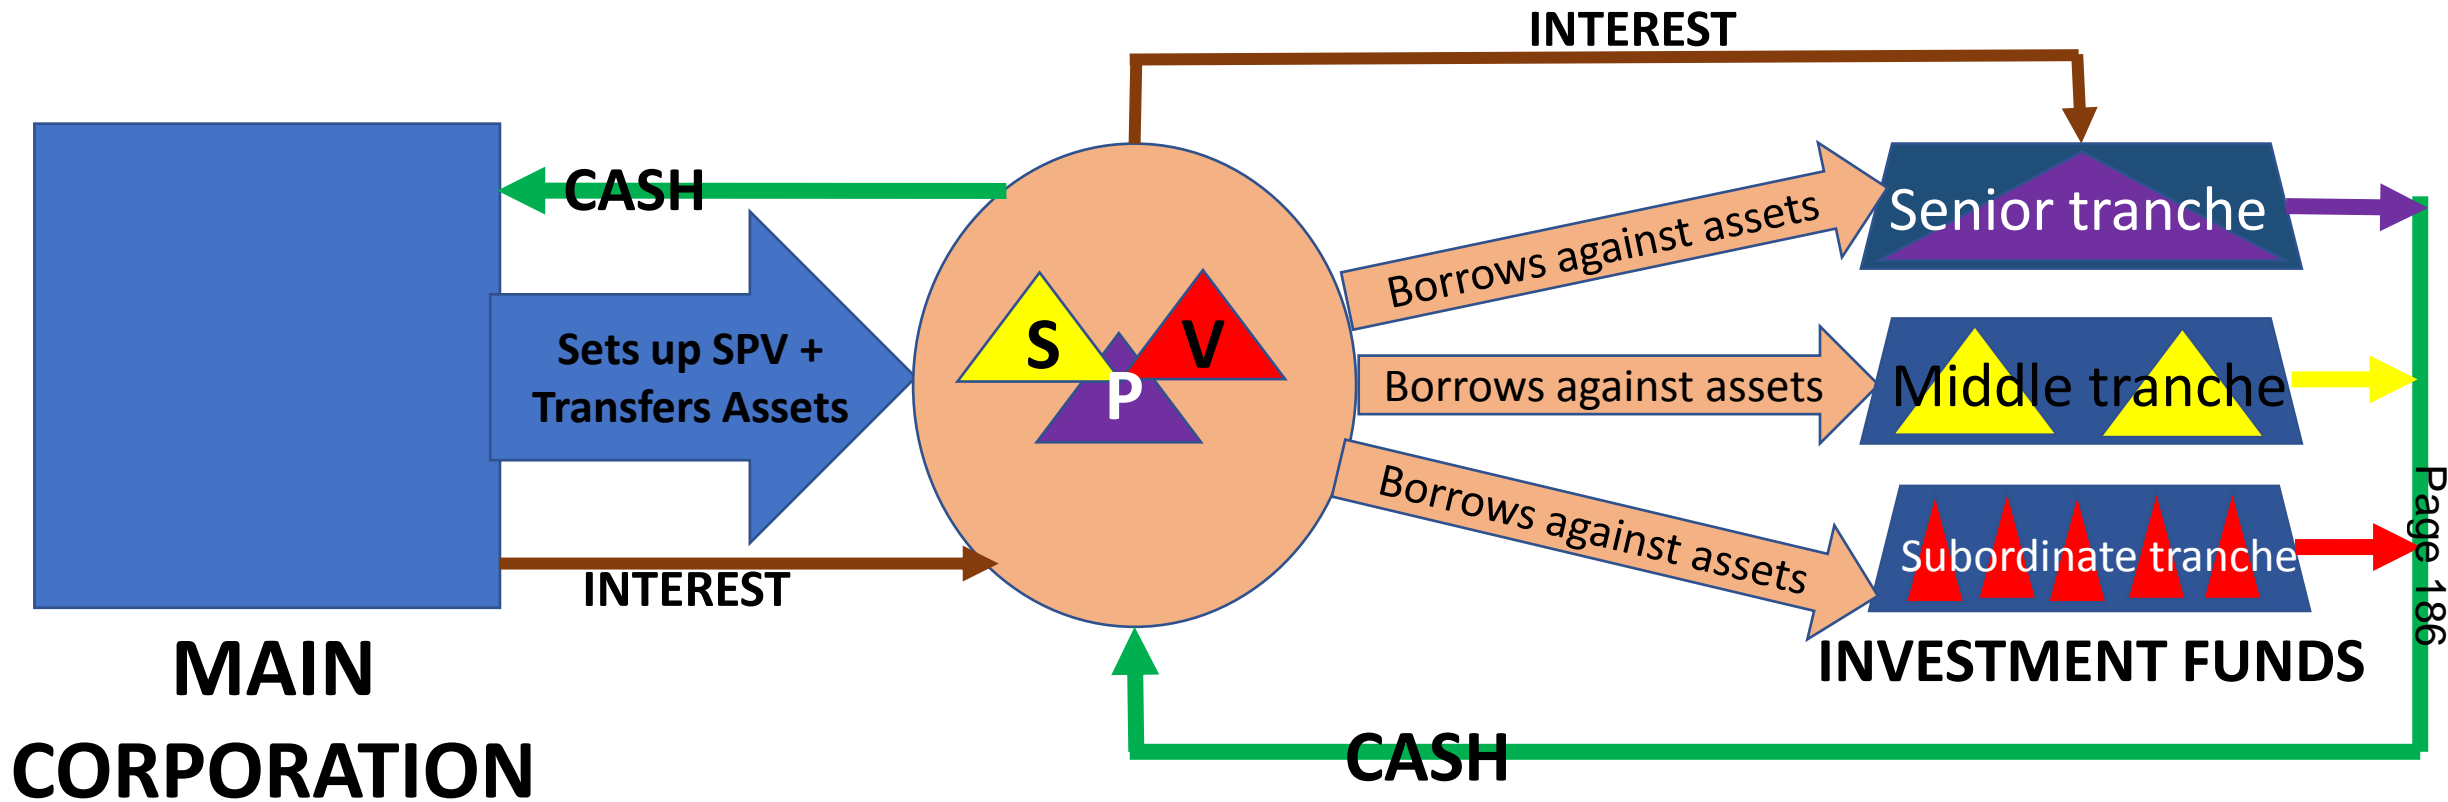 INTEREST
CASH
Sets up SPV +
Transfers Assets
INTEREST
MAIN
CORPORATION
S
V
P
Borrows against assets
Borrows against assets
Borrows against assets
Senior tranche
Middle tranche
Subordinate tranche
INVESTMENT FUNDS
CASH
Page 186